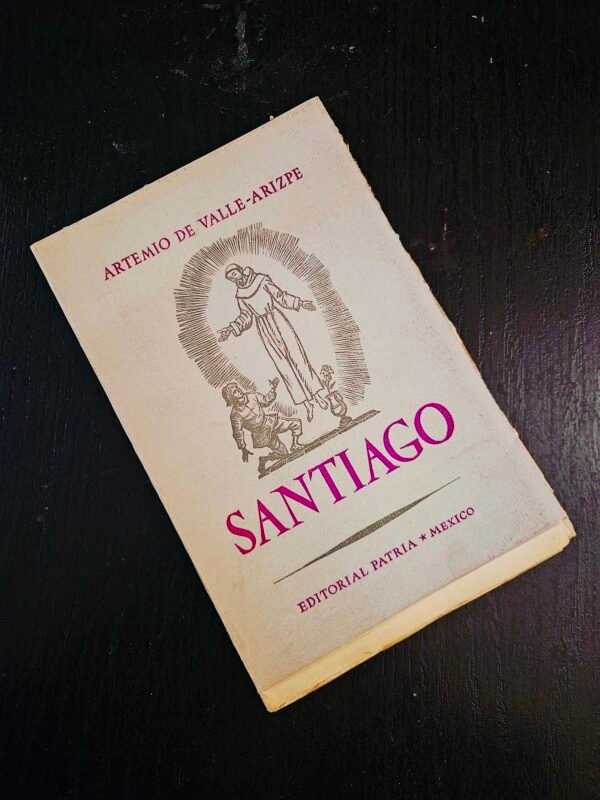 ARTEMIO DE VALLE-ARIZPE
SANTIAGO
EDITORIAL PATRIA ★ MEXICO